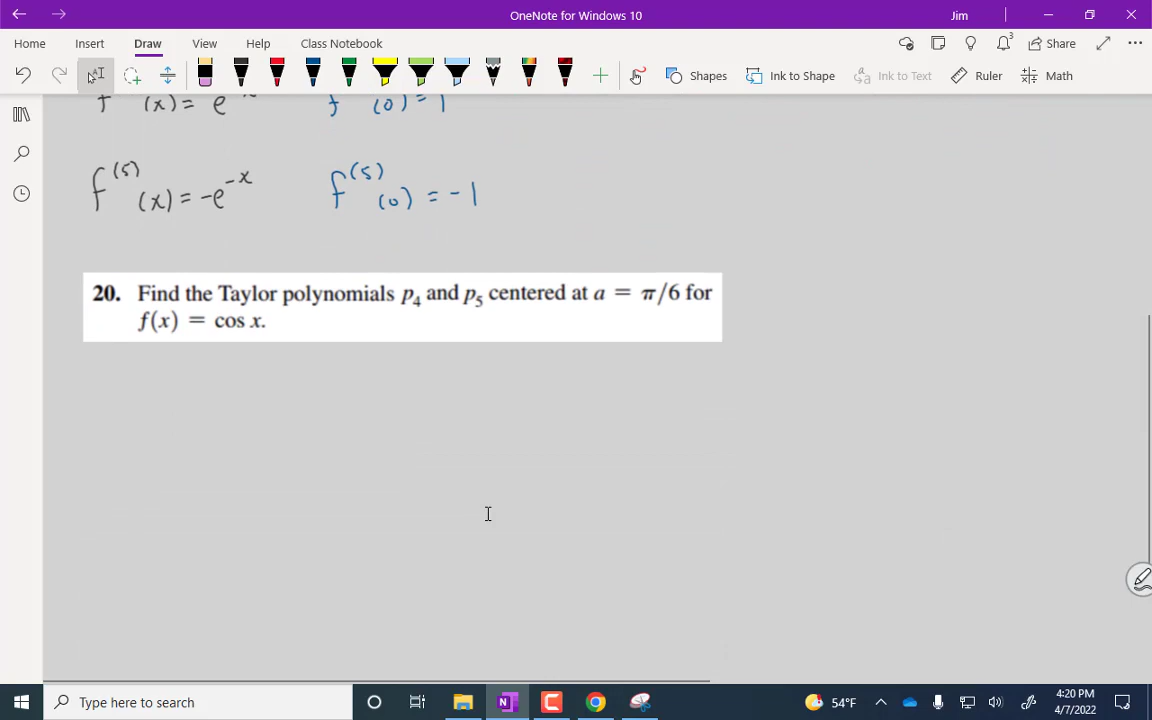 OneNote for Windows 10
Jim
Home Insert Draw View Help Class Notebook
Share
Shapes Ink to Shape Ink to Text Ruler Math
f (x) = e f (0) = 1
f^(5) (x) = -e^-x f^(5) (0) = -1
20. Find the Taylor polynomials p4 and p5 centered at a = π/6 for
f(x) = cos x.
Type here to search
54°F
4:20 PM
4/7/2022